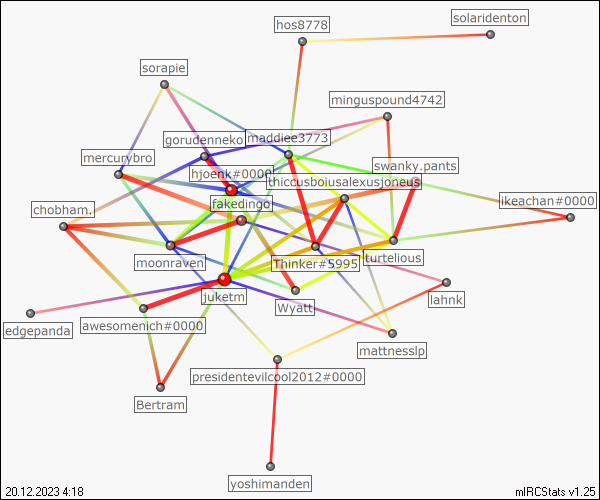 solaridenton
hos8778
sorapie
minguspound4742
gorudenneko
maddiee3773
mercurybro
swanky.pants
hjoenk#0000
thiccusboiusalexusjoneus
ikeachan#0000
fakedingo
chobham.
turtelious
moonraven
Thinker#5995
lahnk
juketm
Wyatt
edgepanda
awesomenich#0000
mattnesslp
presidentevilcool2012#0000
Bertram
yoshimanden
20.12.2023 4:18
mIRCStats v1.25